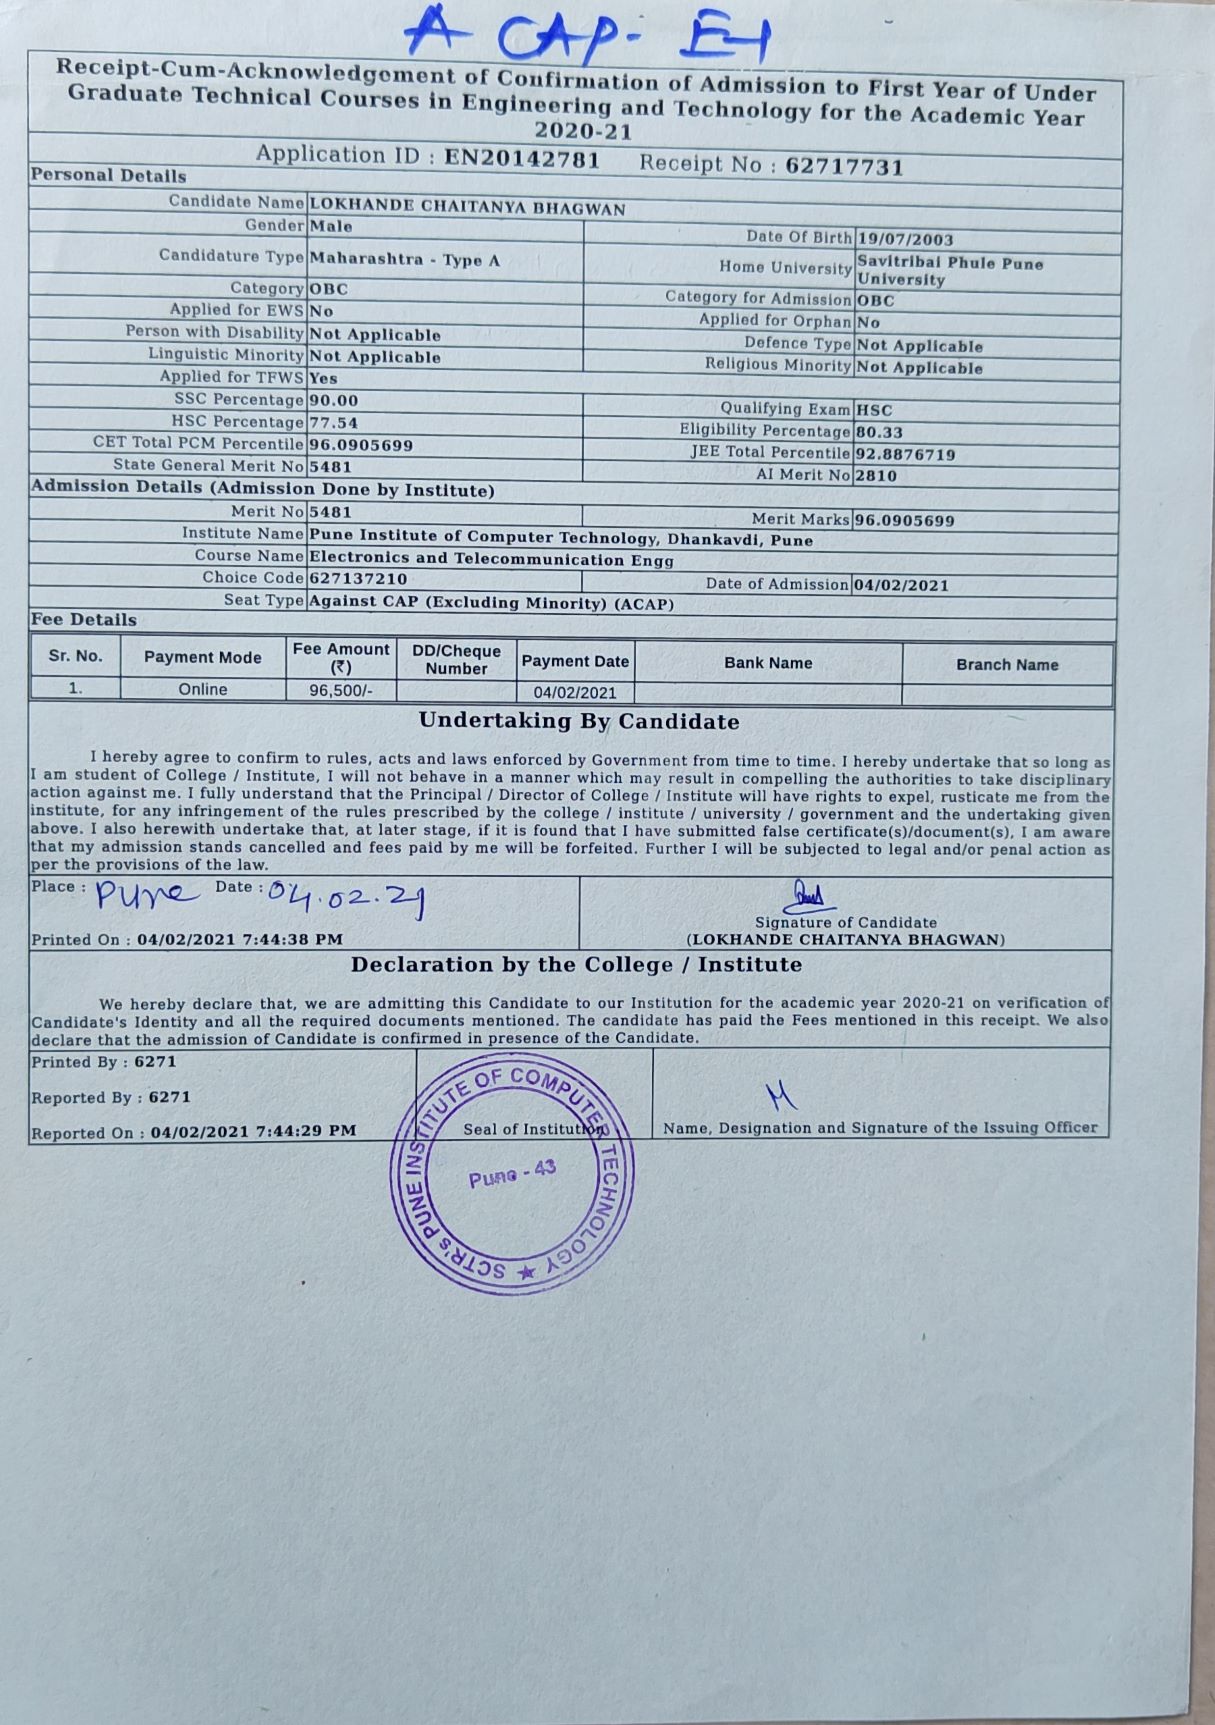 A CAP-
Receipt-Cum-Acknowledgement of Confirmation of Admission to First Year of Under
Graduate Technical Courses in Engineering and Technology for the Academic Year
2020-21
Application ID : EN20142781 Receipt No : 62717731
Personal Details
Candidate Name LOKHANDE CHAITANYA BHAGWAN
Gender Male Date Of Birth 19/07/2003
Candidature Type Maharashtra - Type A Home University Savitribai Phule Pune
University
Category OBC Category for Admission OBC
Applied for EWS No Applied for Orphan No
Person with Disability Not Applicable Defence Type Not Applicable
Linguistic Minority Not Applicable Religious Minority Not Applicable
Applied for TFWS Yes
SSC Percentage 90.00 Qualifying Exam HSC
HSC Percentage 77.54 Eligibility Percentage 80.33
CET Total PCM Percentile 96.0905699 JEE Total Percentile 92.8876719
State General Merit No 5481 AI Merit No 2810
Admission Details (Admission Done by Institute)
Merit No 5481 Merit Marks 96.0905699
Institute Name Pune Institute of Computer Technology, Dhankavdi, Pune
Course Name Electronics and Telecommunication Engg
Choice Code 627137210 Date of Admission 04/02/2021
Seat Type Against CAP (Excluding Minority) (ACAP)
Fee Details
Sr. No. Payment Mode Fee Amount (₹) DD/Cheque Number Payment Date Bank Name Branch Name
1. Online 96,500/- 04/02/2021
Undertaking By Candidate
I hereby agree to confirm to rules, acts and laws enforced by Government from time to time. I hereby undertake that so long as
I am student of College / Institute, I will not behave in a manner which may result in compelling the authorities to take disciplinary
action against me. I fully understand that the Principal / Director of College / Institute will have rights to expel, rusticate me from the
institute, for any infringement of the rules prescribed by the college / institute / university / government and the undertaking given
above. I also herewith undertake that, at later stage, if it is found that I have submitted false certificate(s)/document(s), I am aware
that my admission stands cancelled and fees paid by me will be forfeited. Further I will be subjected to legal and/or penal action as
per the provisions of the law.
Place : Pune Date : 04.02.21
Signature of Candidate
Printed On : 04/02/2021 7:44:38 PM (LOKHANDE CHAITANYA BHAGWAN)
Declaration by the College / Institute
We hereby declare that, we are admitting this Candidate to our Institution for the academic year 2020-21 on verification of
Candidate's Identity and all the required documents mentioned. The candidate has paid the Fees mentioned in this receipt. We also
declare that the admission of Candidate is confirmed in presence of the Candidate.
Printed By : 6271
Reported By : 6271
Reported On : 04/02/2021 7:44:29 PM Seal of Institution Name, Designation and Signature of the Issuing Officer
SCTR's PUNE INSTITUTE OF COMPUTER TECHNOLOGY ★
Pune - 43